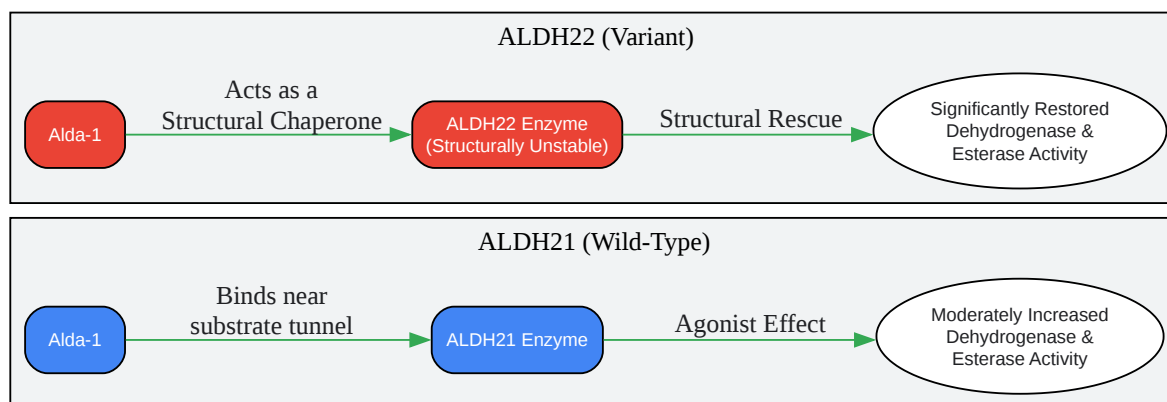 ALDH22 (Variant)
Acts as a
Structural Chaperone
Alda-1
ALDH22 Enzyme
(Structurally Unstable)
Structural Rescue
Significantly Restored
Dehydrogenase &
Esterase Activity
ALDH21 (Wild-Type)
Binds near
substrate tunnel
Alda-1
ALDH21 Enzyme
Agonist Effect
Moderately Increased
Dehydrogenase &
Esterase Activity